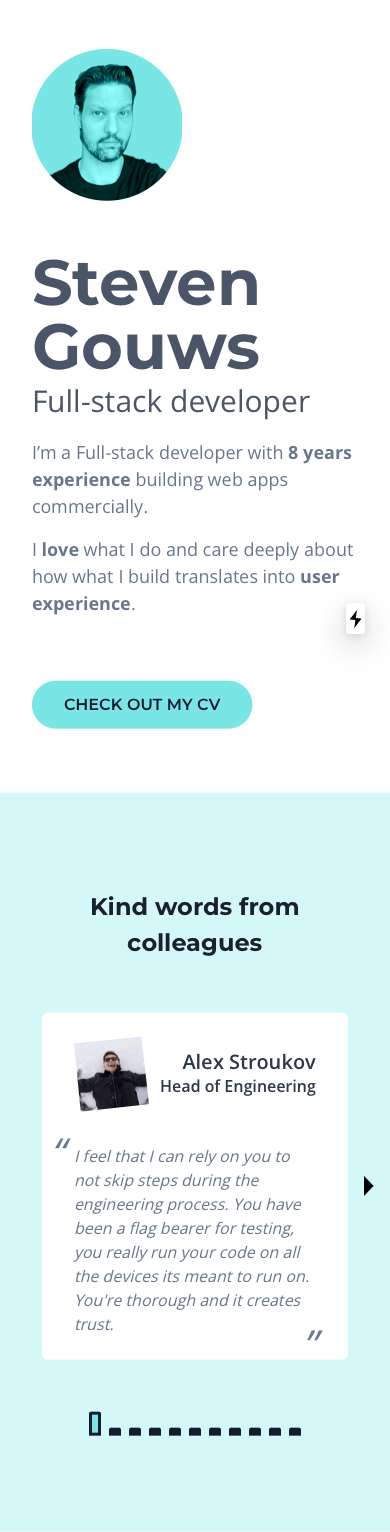 Steven
Gouws
Full-stack developer
I’m a Full-stack developer with 8 years
experience building web apps
commercially.
I love what I do and care deeply about
how what I build translates into user
experience.
CHECK OUT MY CV
Kind words from
colleagues
Alex Stroukov
Head of Engineering
“ I feel that I can rely on you to
not skip steps during the
engineering process. You have
been a flag bearer for testing,
you really run your code on all
the devices its meant to run on.
You're thorough and it creates
trust. ”